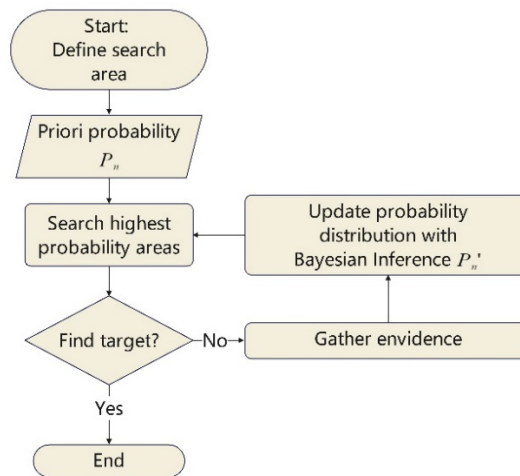 Start:
Define search
area
Priori probability
Pₙ
Search highest
probability areas
Update probability
distribution with
Bayesian Inference Pₙ'
Find target?
No
Gather envidence
Yes
End